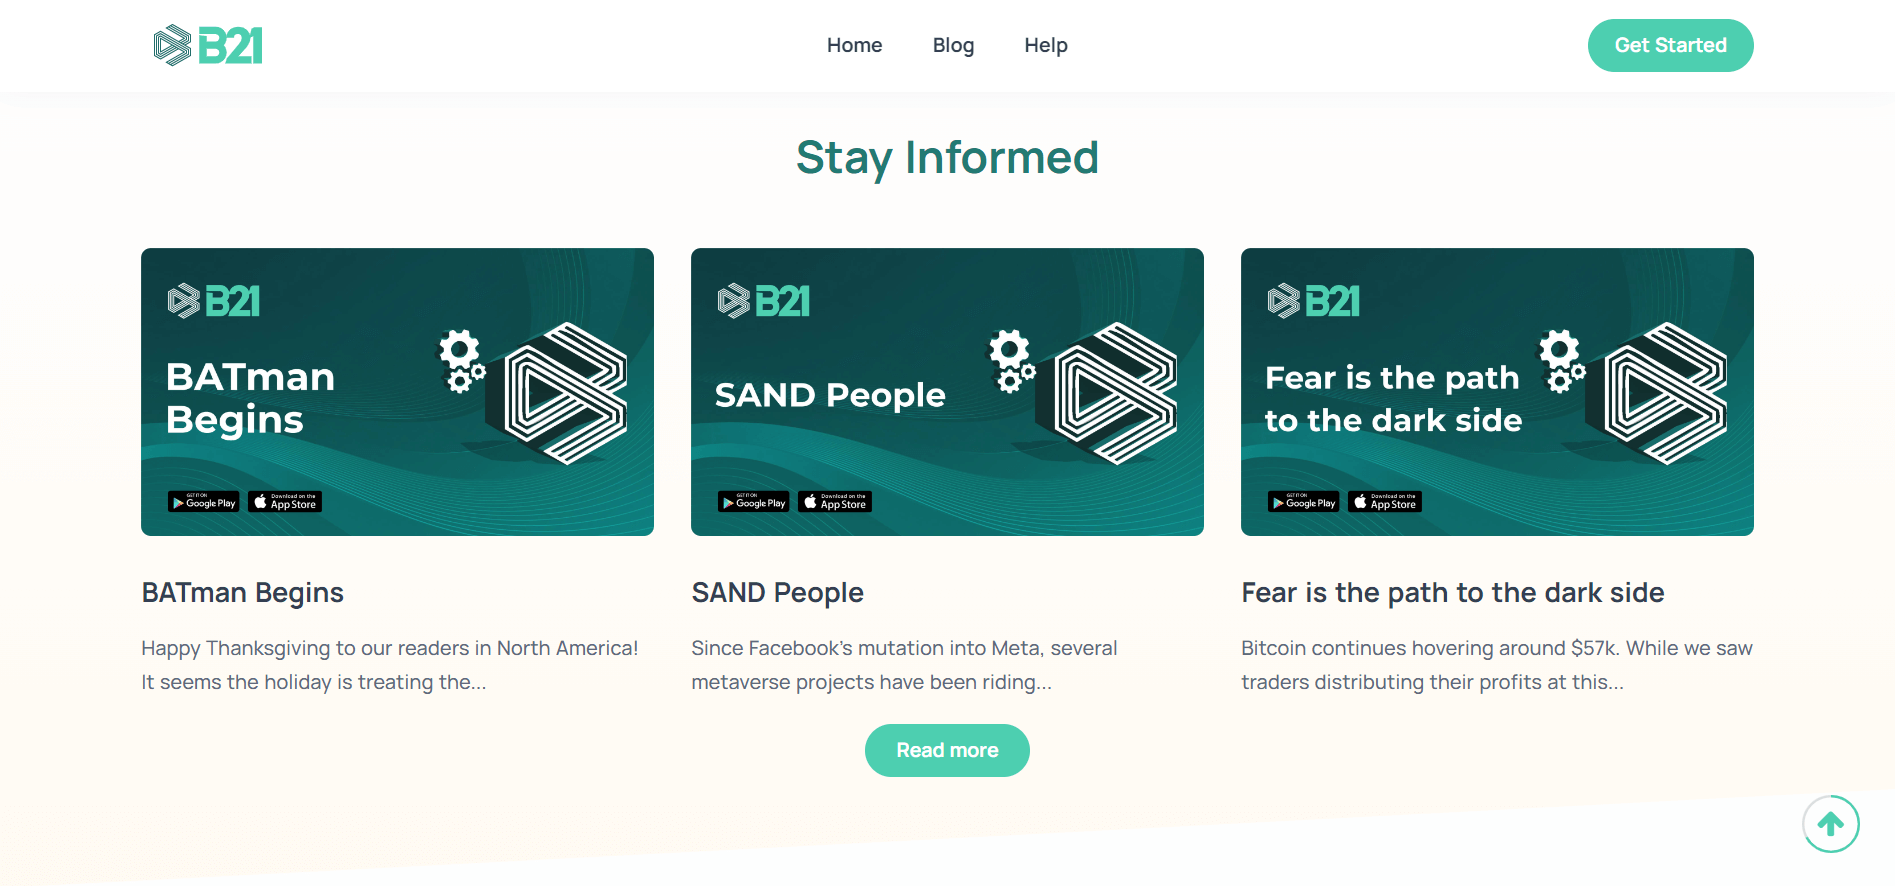 B21
Home
Blog
Help
Get Started
Stay Informed
B21
BATman
Begins
GET IT ON
Google Play
Download on the
App Store
B21
SAND People
GET IT ON
Google Play
Download on the
App Store
B21
Fear is the path
to the dark side
GET IT ON
Google Play
Download on the
App Store
BATman Begins
Happy Thanksgiving to our readers in North America!
It seems the holiday is treating the...
SAND People
Since Facebook’s mutation into Meta, several
metaverse projects have been riding...
Fear is the path to the dark side
Bitcoin continues hovering around $57k. While we saw
traders distributing their profits at this...
Read more